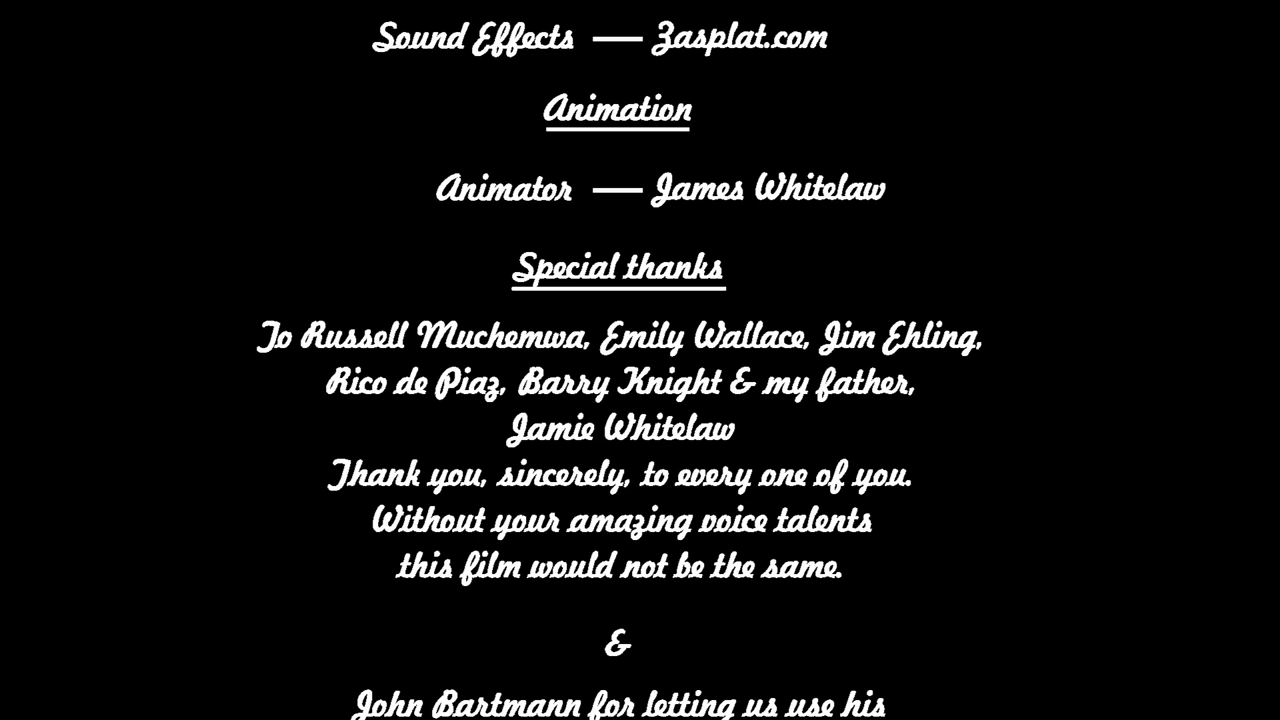 Sound Effects — Zasplat.com
Animation
Animator — James Whitelaw
Special thanks
To Russell Muchemwa, Emily Wallace, Jim Ehling,
Rico de Piaz, Barry Knight & my father,
Jamie Whitelaw
Thank you, sincerely, to every one of you.
Without your amazing voice talents
this film would not be the same.
&
John Bartmann for letting us use his